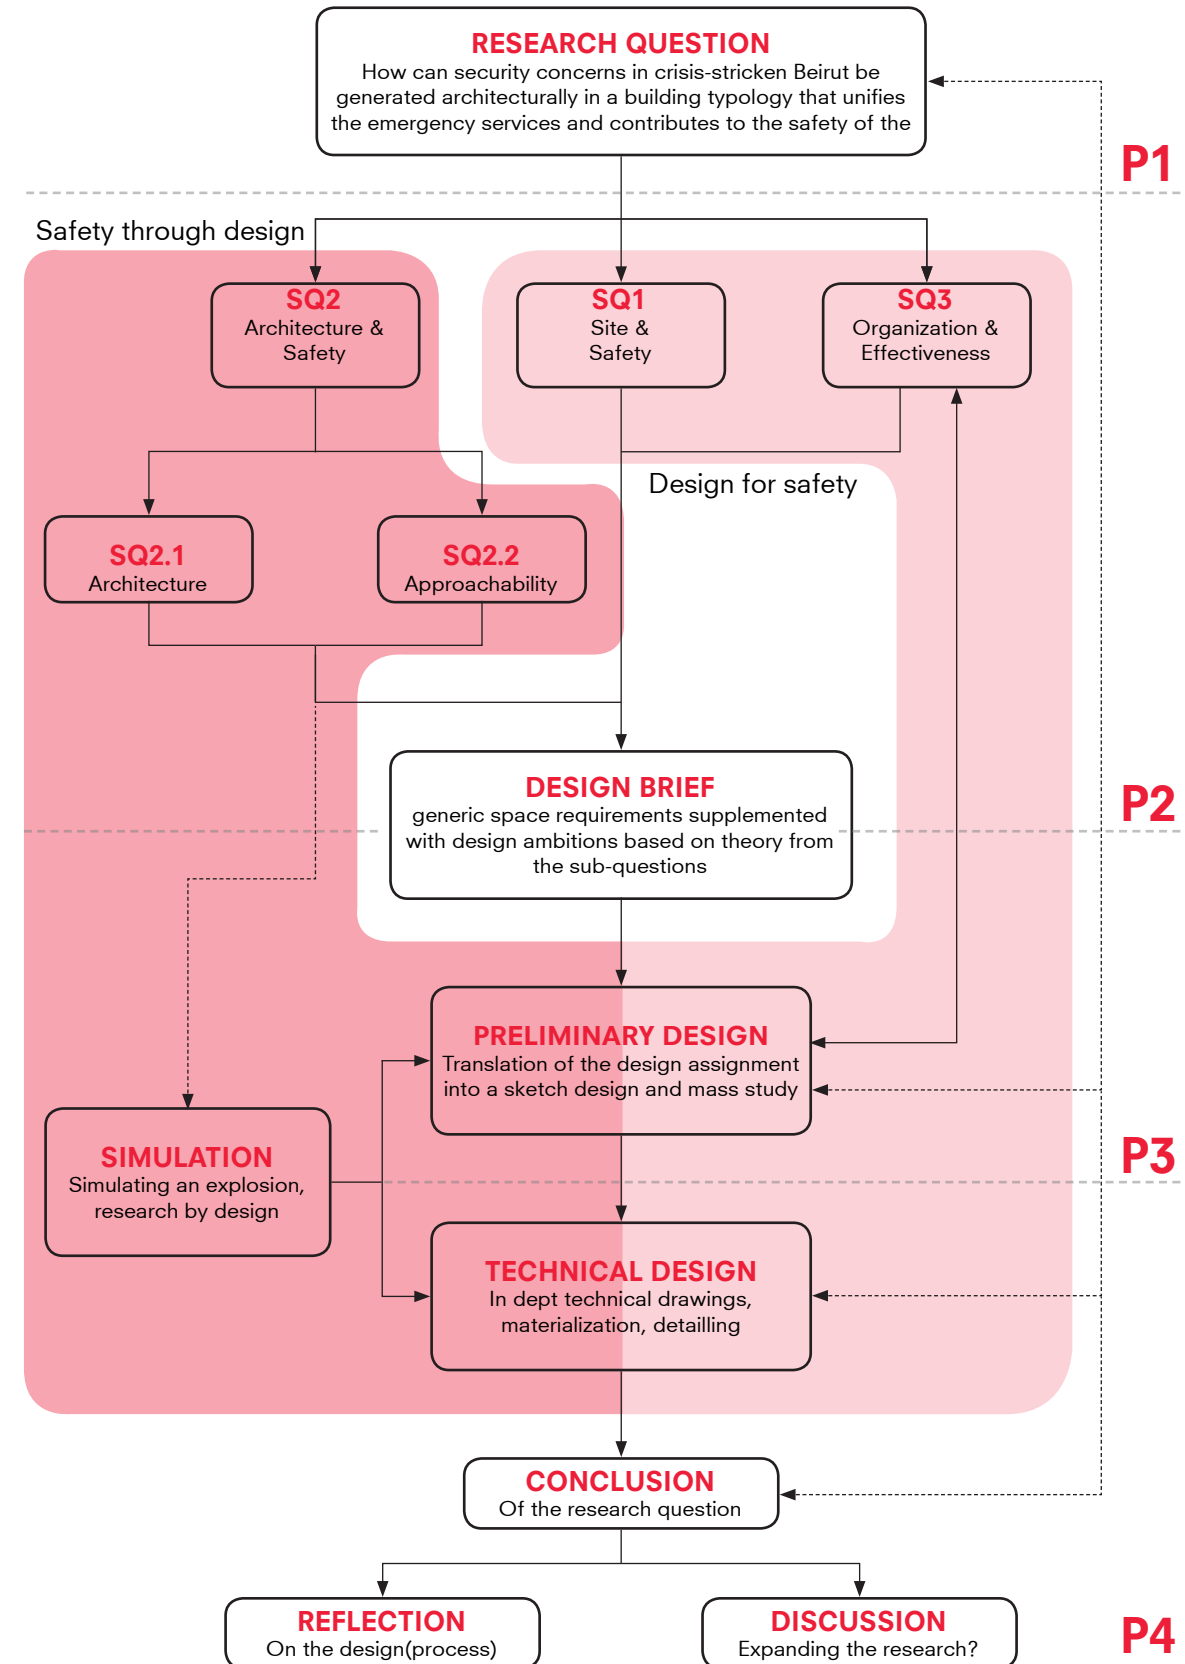 RESEARCH QUESTION
How can security concerns in crisis-stricken Beirut be
generated architecturally in a building typology that unifies
the emergency services and contributes to the safety of the
P1
Safety through design
SQ2
Architecture &
Safety
SQ1
Site &
Safety
SQ3
Organization &
Effectiveness
Design for safety
SQ2.1
Architecture
SQ2.2
Approachability
DESIGN BRIEF
generic space requirements supplemented
with design ambitions based on theory from
the sub-questions
P2
PRELIMINARY DESIGN
Translation of the design assignment
into a sketch design and mass study
SIMULATION
Simulating an explosion,
research by design
P3
TECHNICAL DESIGN
In dept technical drawings,
materialization, detailling
CONCLUSION
Of the research question
REFLECTION
On the design(process)
DISCUSSION
Expanding the research?
P4